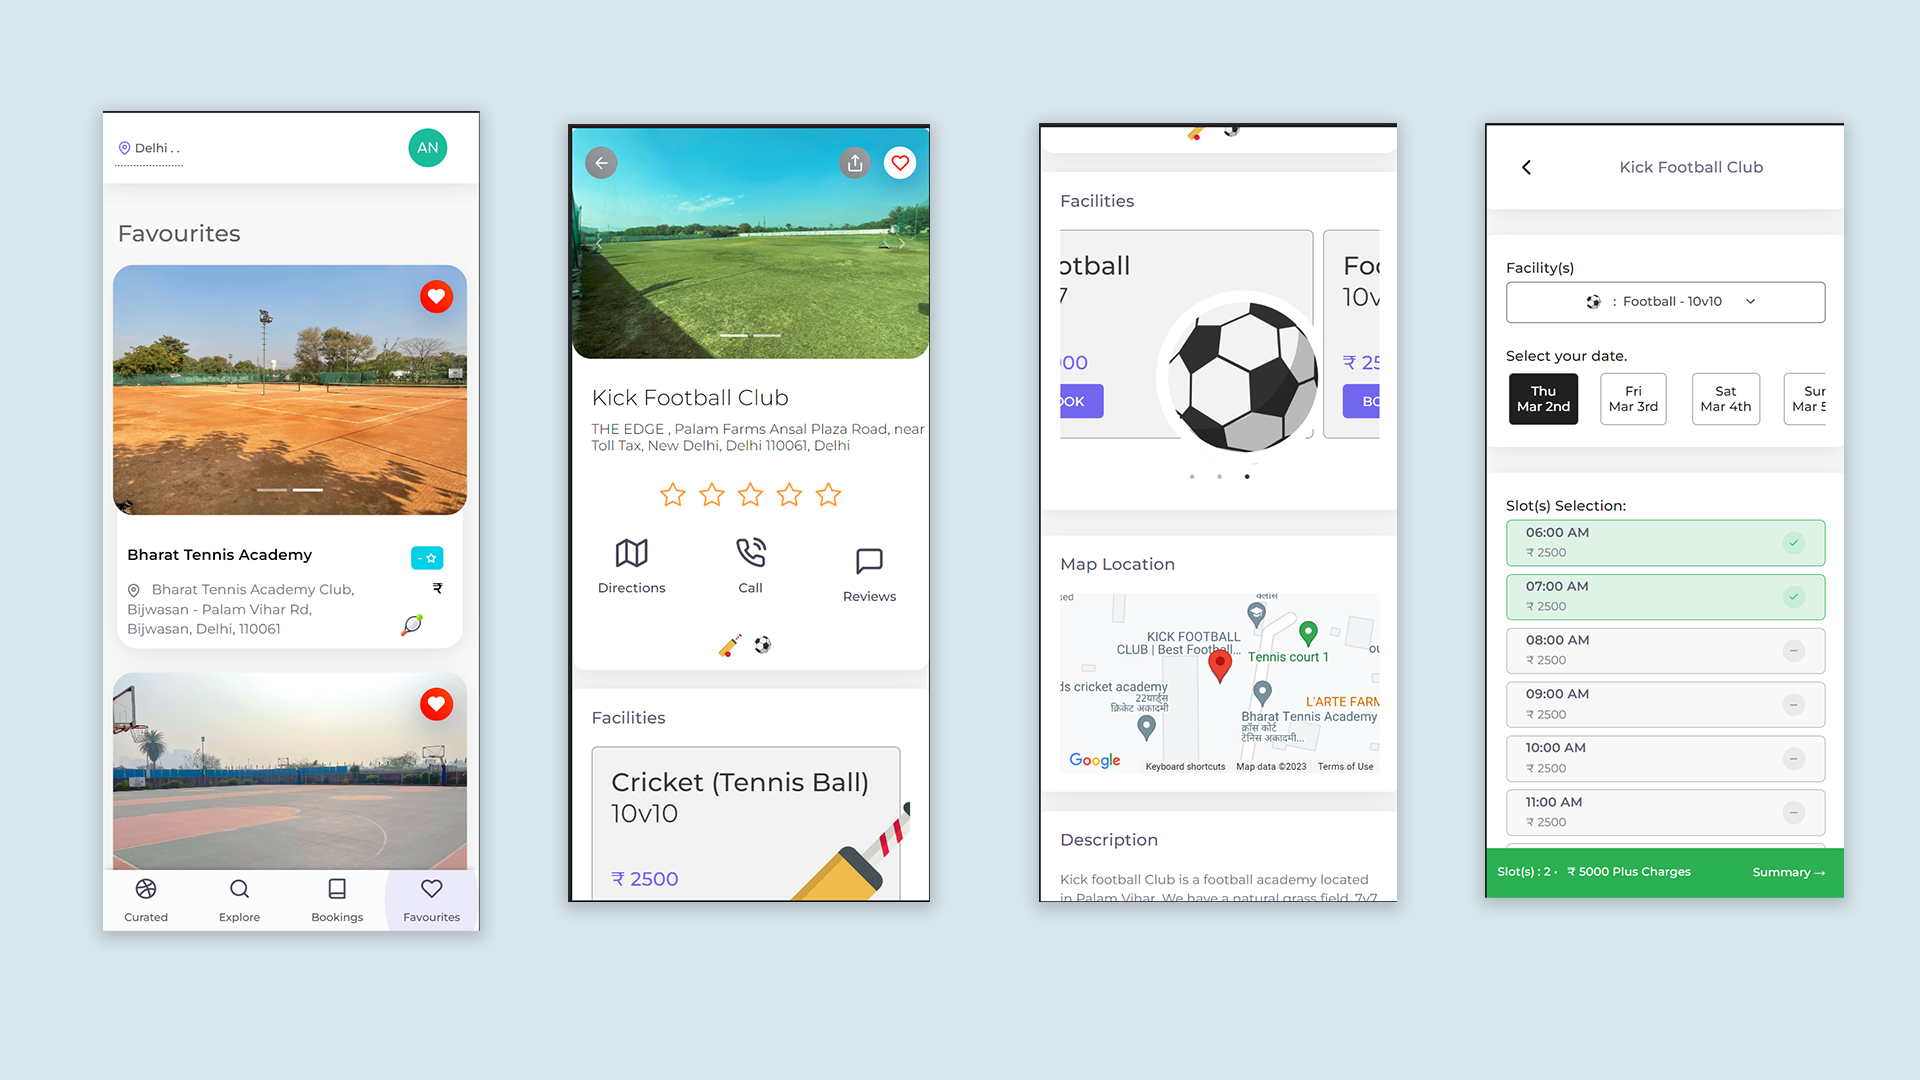 Delhi . .
AN
Favourites
Bharat Tennis Academy
-
Bharat Tennis Academy Club,
₹
Bijwasan - Palam Vihar Rd,
Bijwasan, Delhi, 110061
Curated
Explore
Bookings
Favourites
Kick Football Club
THE EDGE , Palam Farms Ansal Plaza Road, near
Toll Tax, New Delhi, Delhi 110061, Delhi
Directions
Call
Reviews
Facilities
Cricket (Tennis Ball)
10v10
₹ 2500
Facilities
otball
7
00
OOK
Foo
10v
₹ 25
BO
Map Location
sed
क्लास
KICK FOOTBALL
CLUB | Best Football...
Tennis court 1
ou
ds cricket academy
22यार्ड्स
क्रिकेट अकादमी
L'ARTE FARM
Bharat Tennis Academy
क्रॉस कोर्ट
टेनिस अकादमी...
Google
Keyboard shortcuts
Map data ©2023
Terms of Use
Description
Kick football Club is a football academy located
in Palam Vihar. We have a natural grass field, 7v7
Kick Football Club
Facility(s)
: Football - 10v10
Select your date.
Thu
Mar 2nd
Fri
Mar 3rd
Sat
Mar 4th
Sun
Mar 5
Slot(s) Selection:
06:00 AM
₹ 2500
07:00 AM
₹ 2500
08:00 AM
₹ 2500
09:00 AM
₹ 2500
10:00 AM
₹ 2500
11:00 AM
₹ 2500
Slot(s) : 2 • ₹ 5000 Plus Charges
Summary →